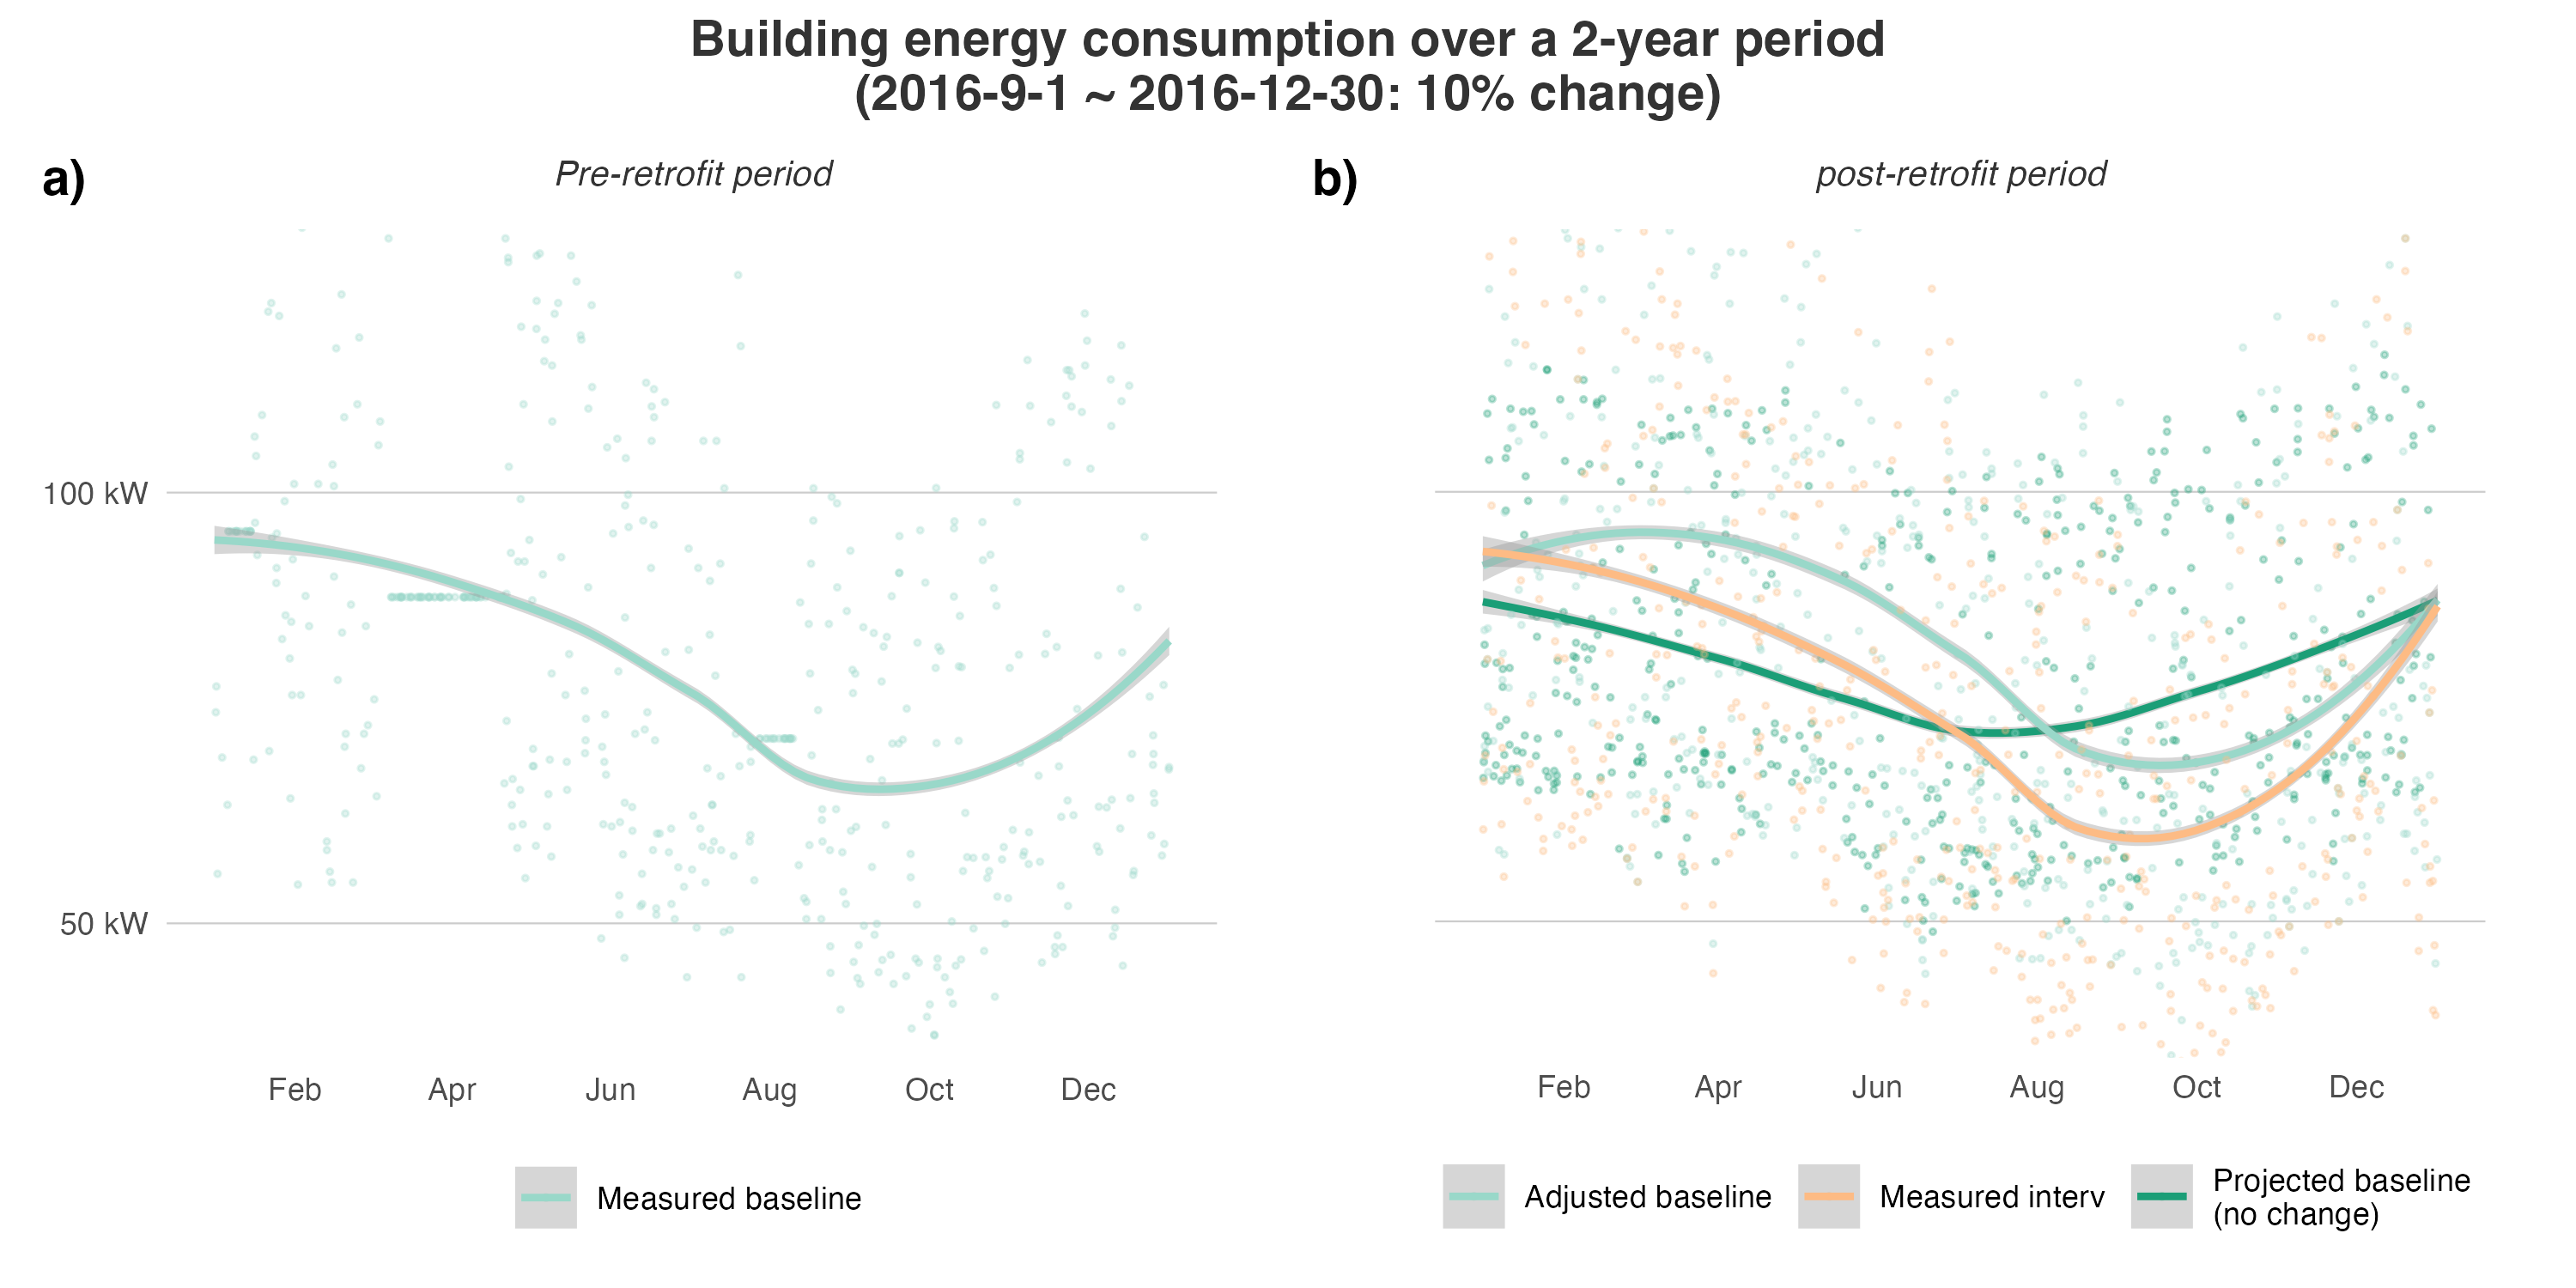 Building energy consumption over a 2-year period
(2016-9-1 ~ 2016-12-30: 10% change)
a)
Pre-retrofit period
100 kW
50 kW
Feb Apr Jun Aug Oct Dec
Measured baseline
b)
post-retrofit period
Feb Apr Jun Aug Oct Dec
Adjusted baseline
Measured interv
Projected baseline
(no change)